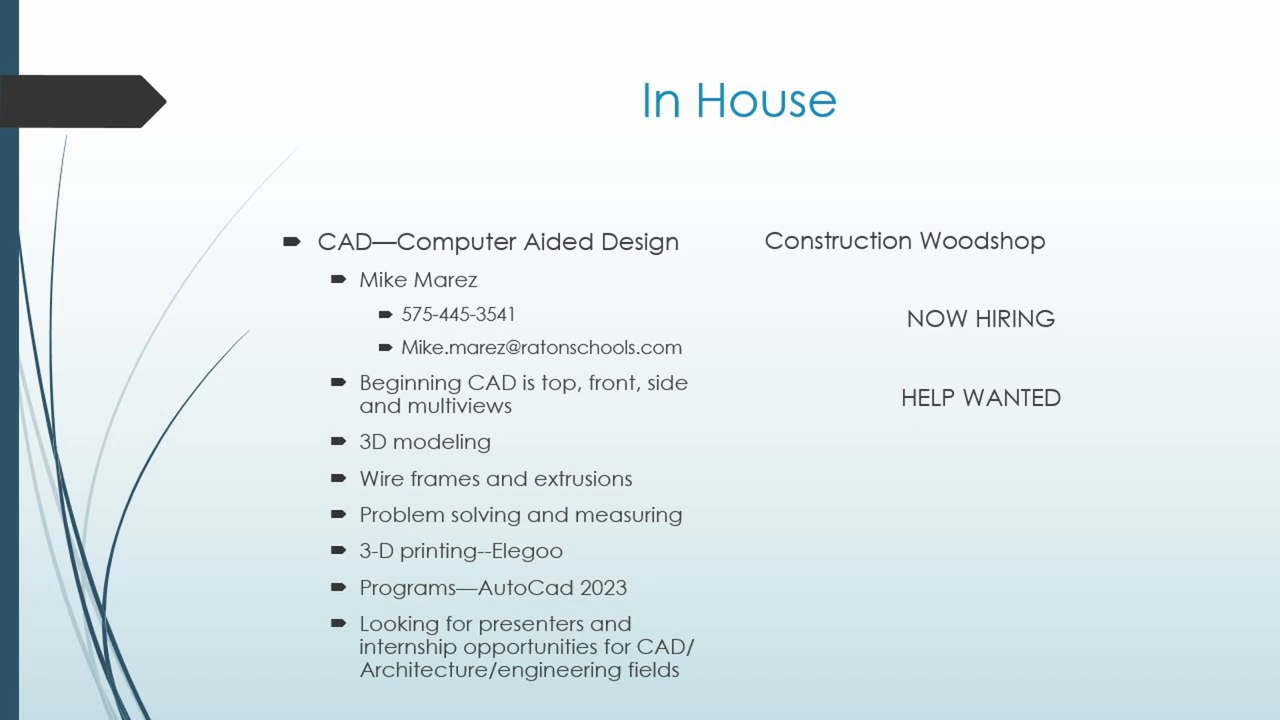 In House
CAD—Computer Aided Design
Mike Marez
575-445-3541
Mike.marez@ratonschools.com
Beginning CAD is top, front, side
and multiviews
3D modeling
Wire frames and extrusions
Problem solving and measuring
3-D printing--Elegoo
Programs—AutoCad 2023
Looking for presenters and
internship opportunities for CAD/
Architecture/engineering fields
Construction Woodshop
NOW HIRING
HELP WANTED